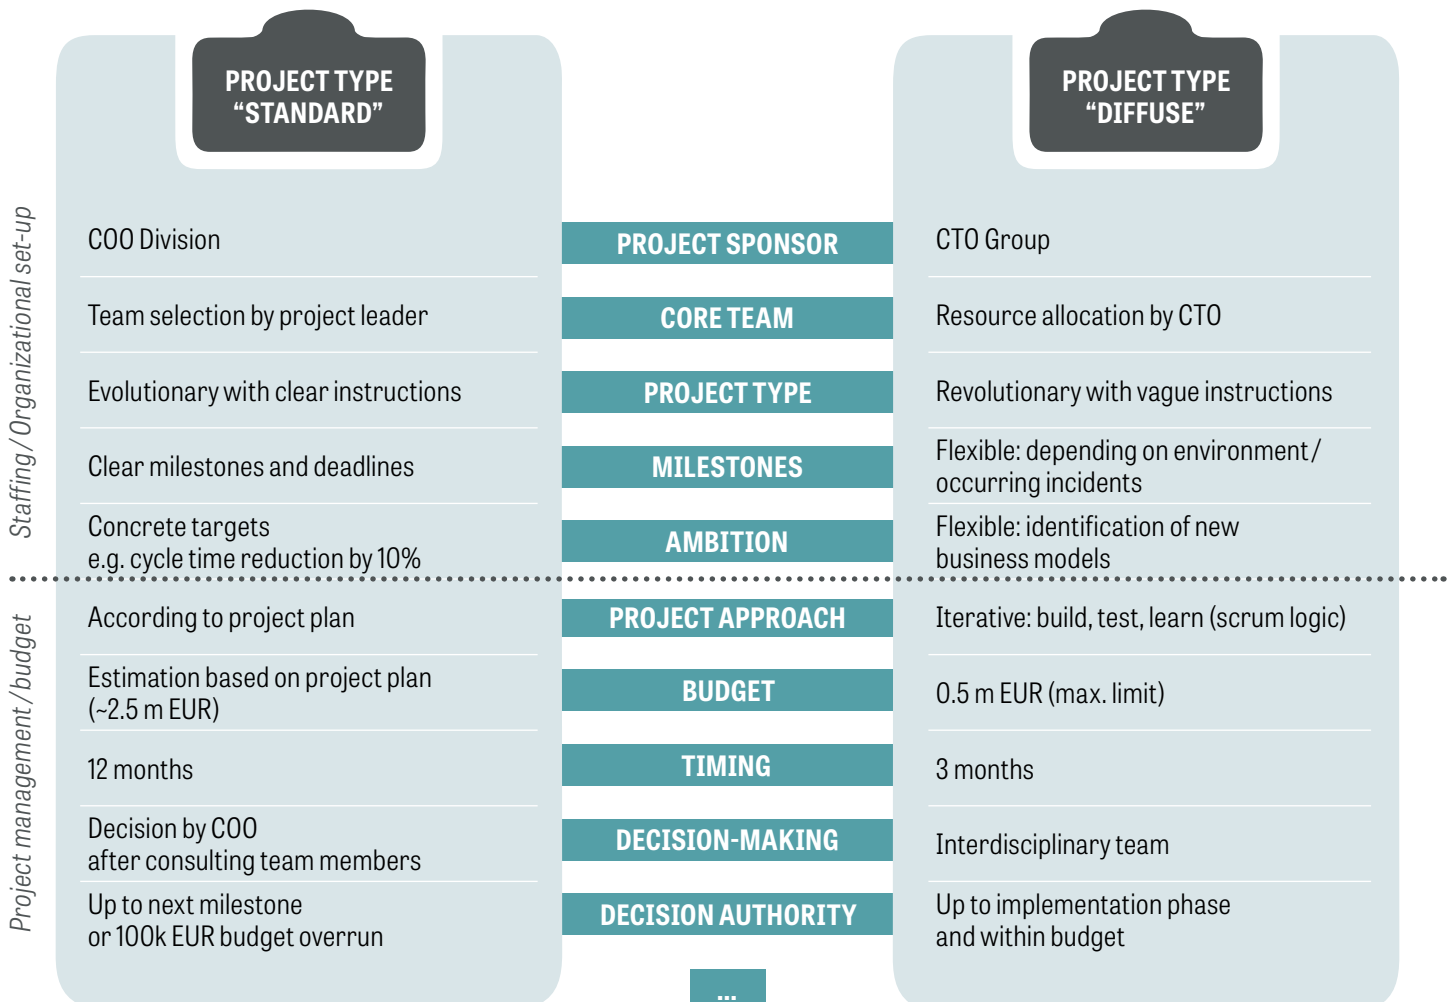 PROJECT TYPE
“STANDARD”
PROJECT TYPE
“DIFFUSE”
Staffing/Organizational set-up
COO Division
PROJECT SPONSOR
CTO Group
Team selection by project leader
CORE TEAM
Resource allocation by CTO
Evolutionary with clear instructions
PROJECT TYPE
Revolutionary with vague instructions
Clear milestones and deadlines
MILESTONES
Flexible: depending on environment/
occurring incidents
Concrete targets
e.g. cycle time reduction by 10%
AMBITION
Flexible: identification of new
business models
Project management/budget
According to project plan
PROJECT APPROACH
Iterative: build, test, learn (scrum logic)
Estimation based on project plan
(~2.5 m EUR)
BUDGET
0.5 m EUR (max. limit)
12 months
TIMING
3 months
Decision by COO
after consulting team members
DECISION-MAKING
Interdisciplinary team
Up to next milestone
or 100k EUR budget overrun
DECISION AUTHORITY
Up to implementation phase
and within budget
...